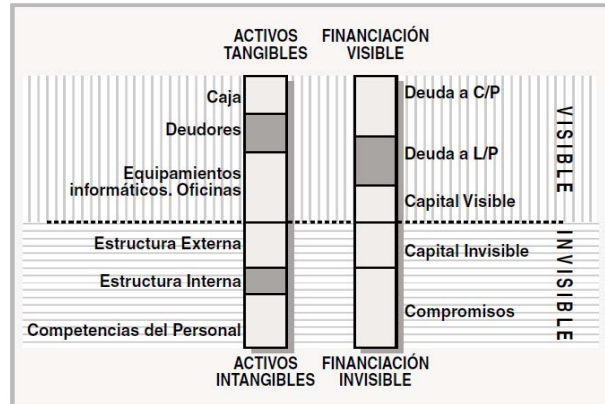 ACTIVOS
TANGIBLES
FINANCIACIÓN
VISIBLE
Caja
Deudores
Equipamientos
informáticos. Oficinas
Estructura Externa
Estructura Interna
Competencias del Personal
Deuda a C/P
Deuda a L/P
Capital Visible
Capital Invisible
Compromisos
VISIBLE
INVISIBLE
ACTIVOS
INTANGIBLES
FINANCIACIÓN
INVISIBLE